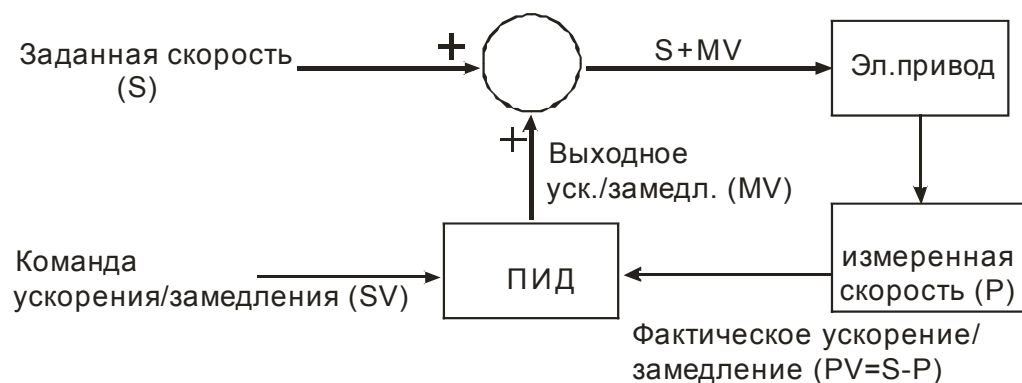 Заданная скорость
(S)
+
S+MV
Эл.привод
+
Выходное
уск./замедл. (MV)
Команда
ускорения/замедления (SV)
ПИД
измеренная
скорость (P)
Фактическое ускорение/
замедление (PV=S-P)